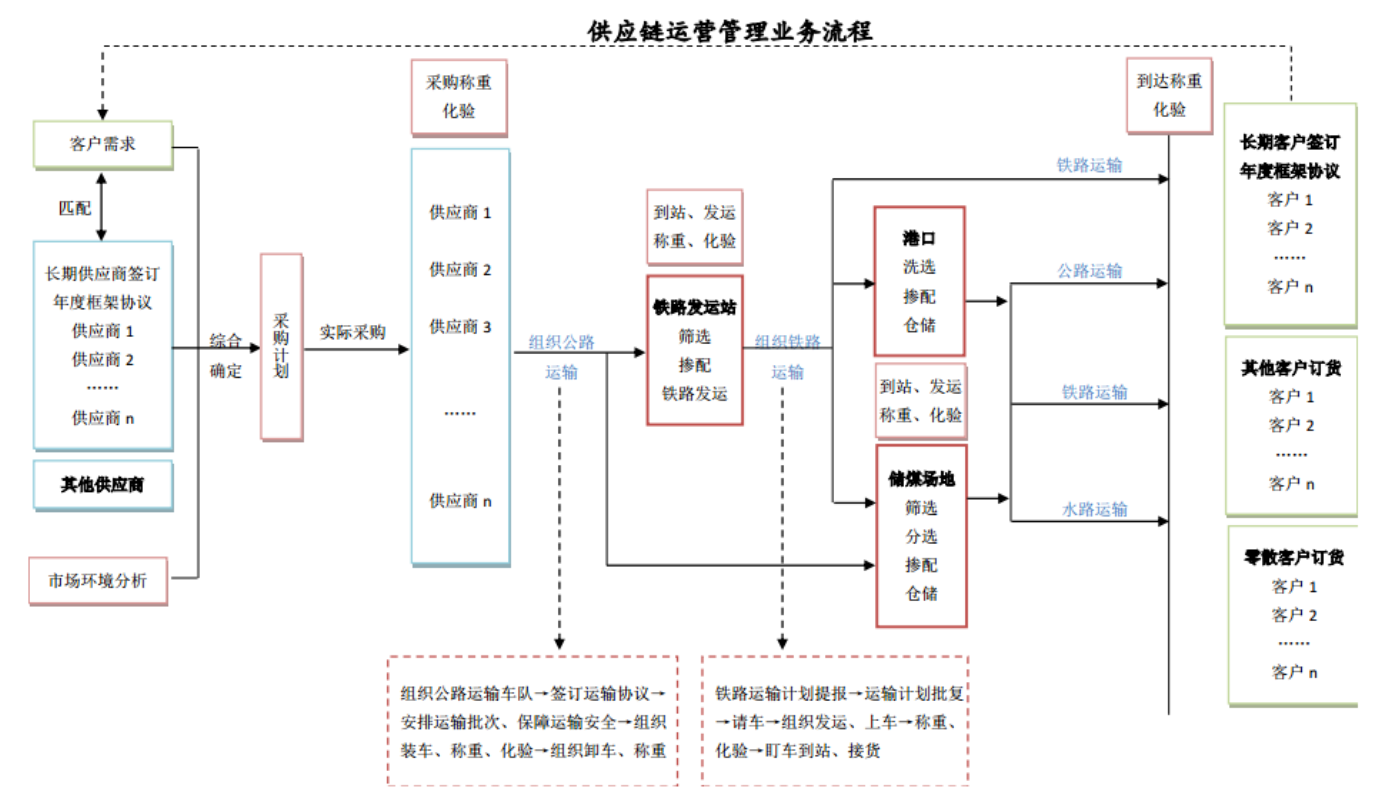 供应链运营管理业务流程
采购称重
化验
到达称重
化验
客户需求
匹配
长期供应商签订
年度框架协议
供应商 1
供应商 2
……
供应商 n
其他供应商
市场环境分析
综合
确定
采购计划
实际采购
供应商 1
供应商 2
供应商 3
……
供应商 n
组织公路
运输
到站、发运
称重、化验
铁路发运站
筛选
掺配
铁路发运
组织铁路
运输
港口
洗选
掺配
仓储
到站、发运
称重、化验
储煤场地
筛选
分选
掺配
仓储
铁路运输
公路运输
铁路运输
水路运输
长期客户签订
年度框架协议
客户 1
客户 2
……
客户 n
其他客户订货
客户 1
客户 2
……
客户 n
零散客户订货
客户 1
客户 2
……
客户 n
组织公路运输车队→签订运输协议→
安排运输批次、保障运输安全→组织
装车、称重、化验→组织卸车、称重
铁路运输计划提报→运输计划批复
→请车→组织发运、上车→称重、
化验→盯车到站、接货